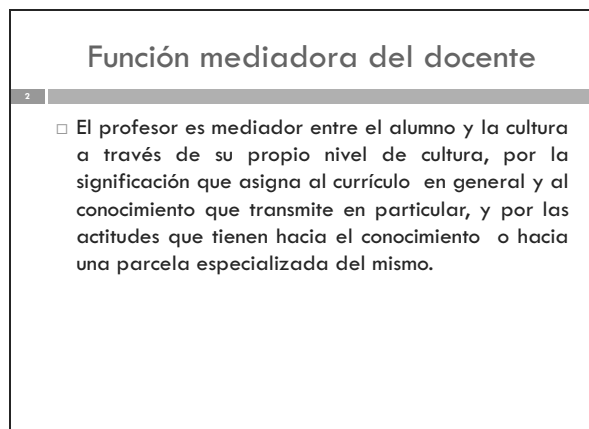 Función mediadora del docente
2
El profesor es mediador entre el alumno y la cultura
a través de su propio nivel de cultura, por la
significación que asigna al currículo en general y al
conocimiento que transmite en particular, y por las
actitudes que tienen hacia el conocimiento o hacia
una parcela especializada del mismo.